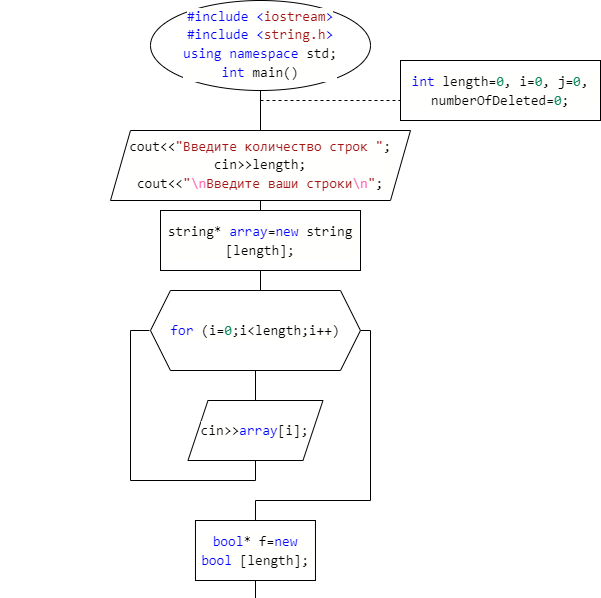 #include <iostream>
#include <string.h>
using namespace std;
int main()
int length=0, i=0, j=0,
numberOfDeleted=0;
cout<<"Введите количество строк ";
cin>>length;
cout<<"\nВведите ваши строки\n";
string* array=new string
[length];
for (i=0;i<length;i++)
cin>>array[i];
bool* f=new
bool [length];